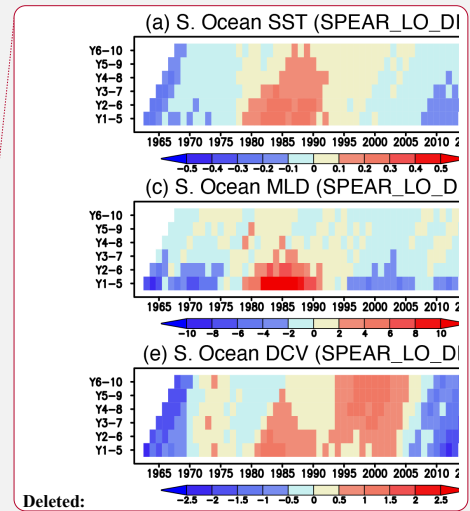 (a) S. Ocean SST (SPEAR_LO_D
Y6-10
Y5-9
Y4-8
Y3-7
Y2-6
Y1-5
1965 1970 1975 1980 1985 1990 1995 2000 2005 2010
-0.5 -0.4 -0.3 -0.2 -0.1 0 0.1 0.2 0.3 0.4 0.5
(c) S. Ocean MLD (SPEAR_LO_D
Y6-10
Y5-9
Y4-8
Y3-7
Y2-6
Y1-5
1965 1970 1975 1980 1985 1990 1995 2000 2005 2010
-10 -8 -6 -4 -2 0 2 4 6 8 10
(e) S. Ocean DCV (SPEAR_LO_D
Y6-10
Y5-9
Y4-8
Y3-7
Y2-6
Y1-5
1965 1970 1975 1980 1985 1990 1995 2000 2005 2010
-2.5 -2 -1.5 -1 -0.5 0 0.5 1 1.5 2 2.5
Deleted: